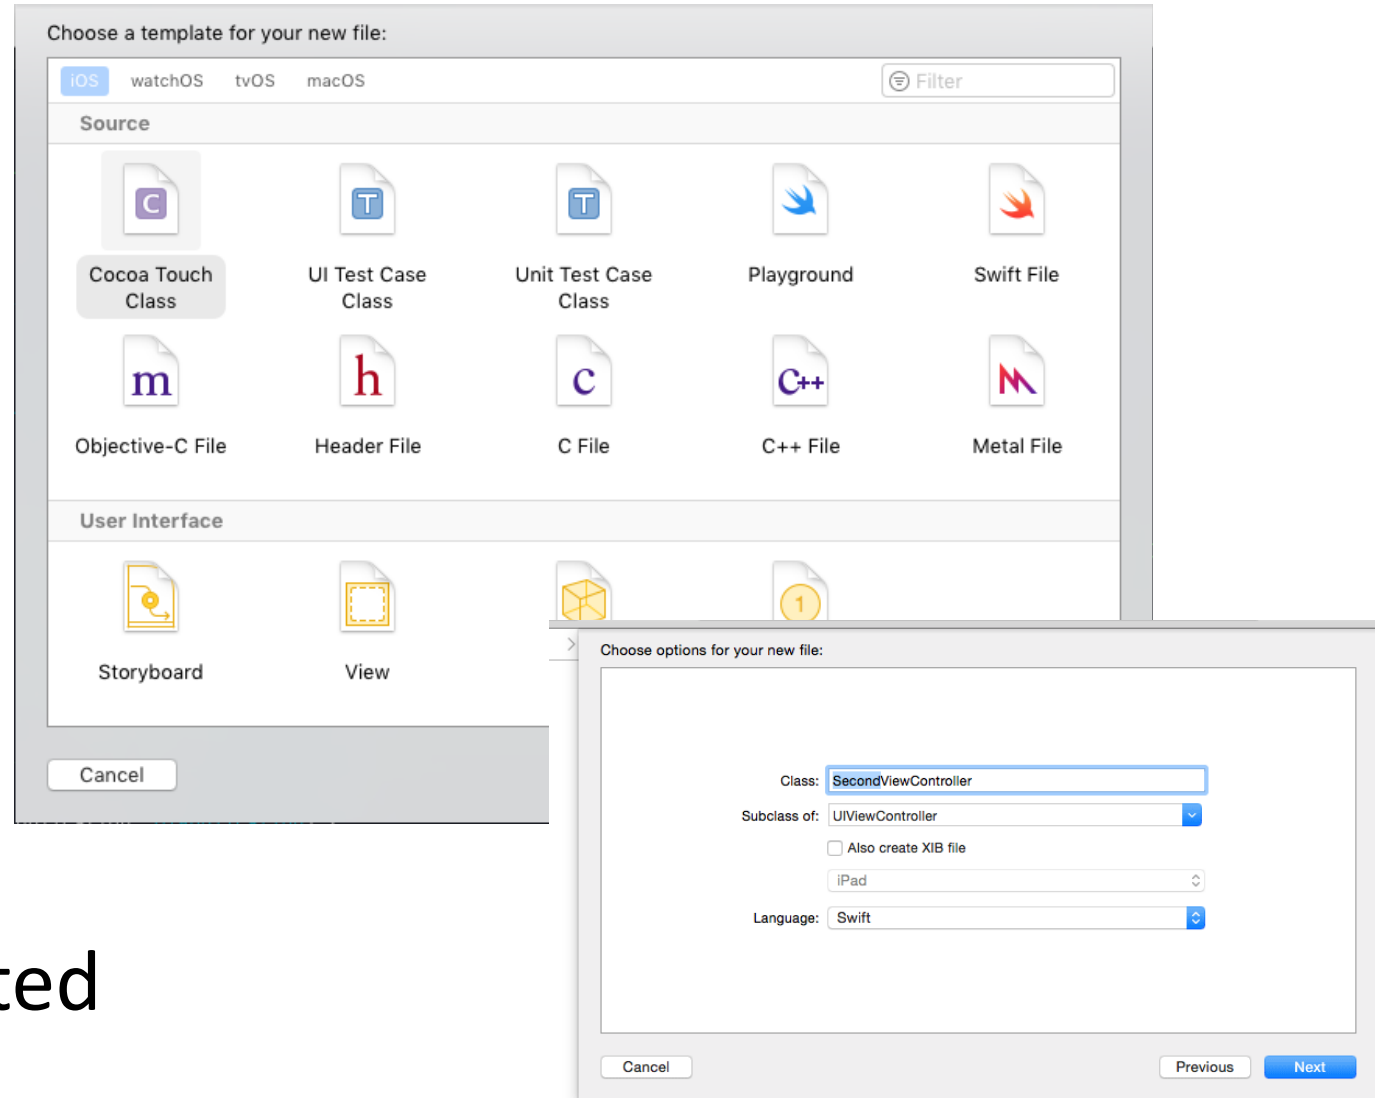 Choose a template for your new file:
iOS watchOS tvOS macOS Filter
Source
C T T
Cocoa Touch Class
UI Test Case Class
Unit Test Case Class
Playground
Swift File
m h c C++
Objective-C File
Header File
C File
C++ File
Metal File
User Interface
1
Storyboard
View
Cancel
Choose options for your new file:
Class: SecondViewController
Subclass of: UIViewController
Also create XIB file
iPad
Language: Swift
Cancel Previous Next
ted